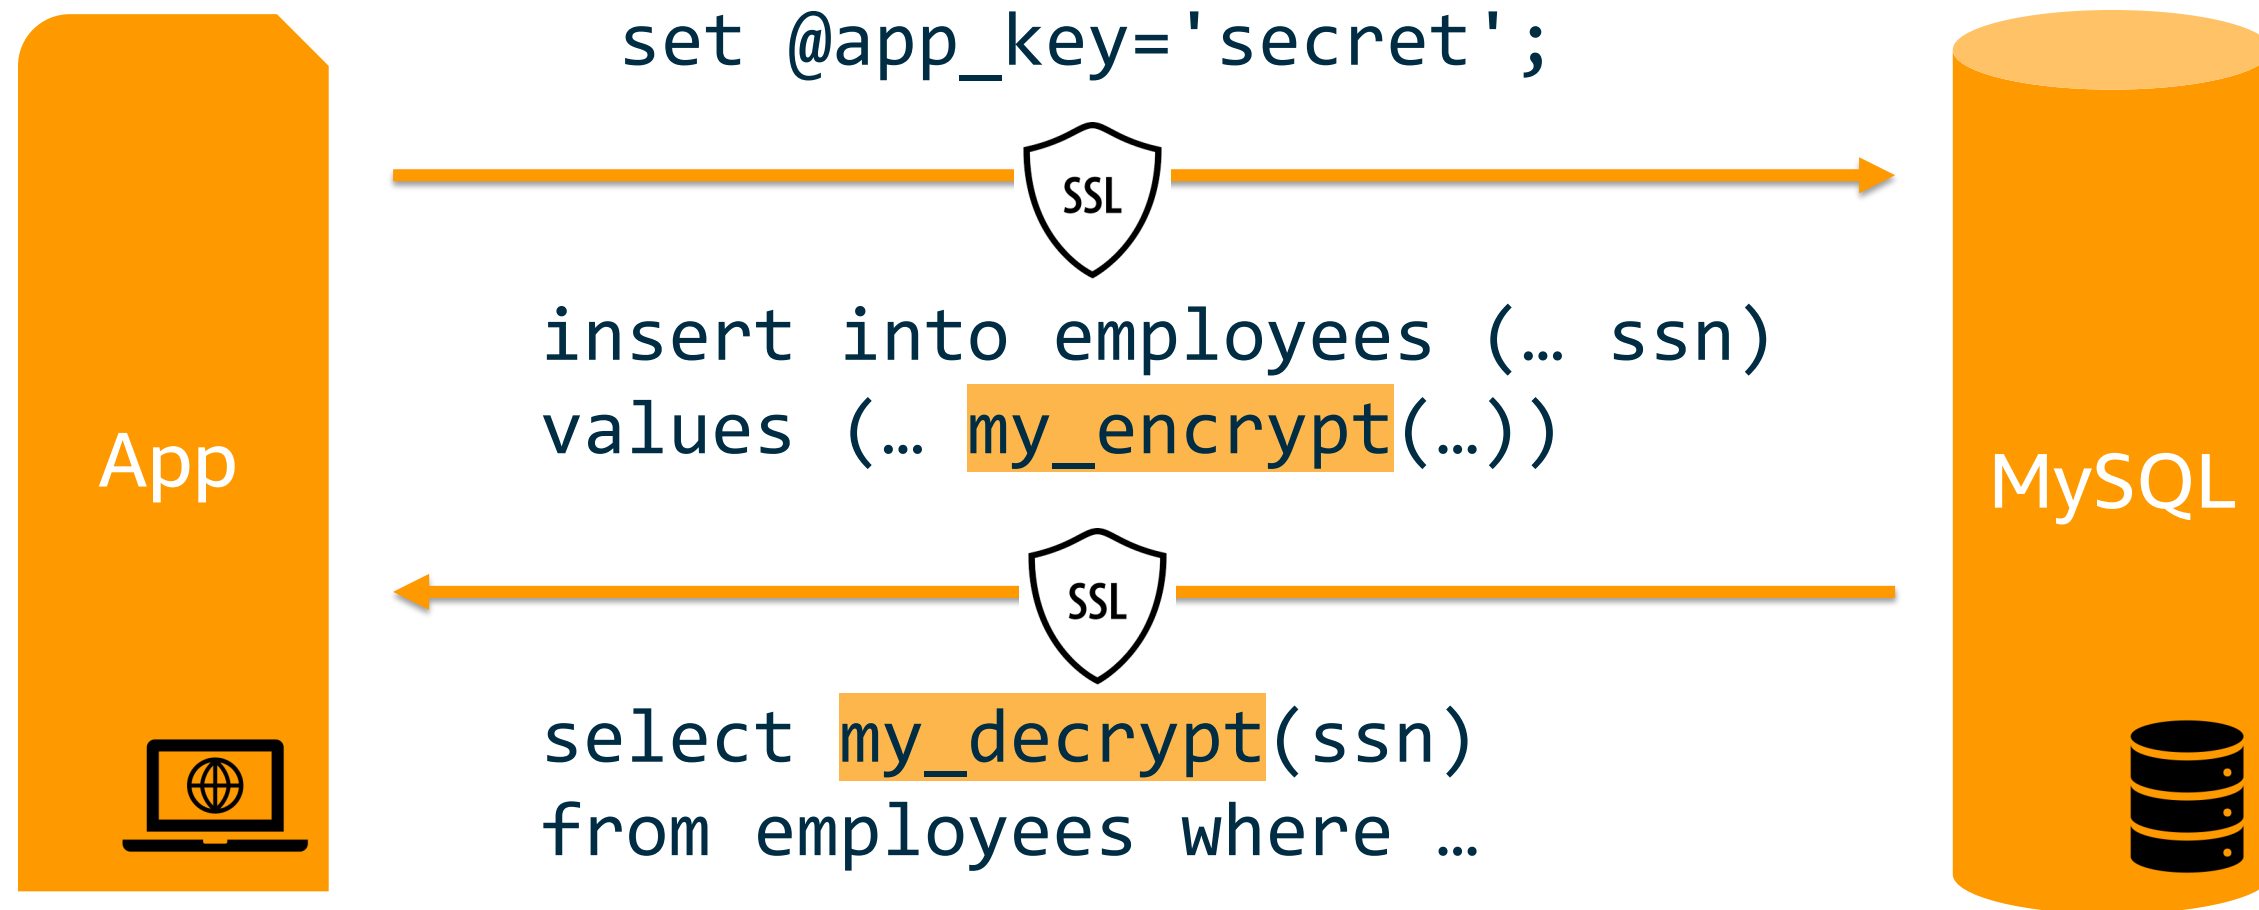 set @app_key='secret';
SSL
insert into employees (… ssn)
values (… my_encrypt(…))
App
MySQL
SSL
select my_decrypt(ssn)
from employees where …